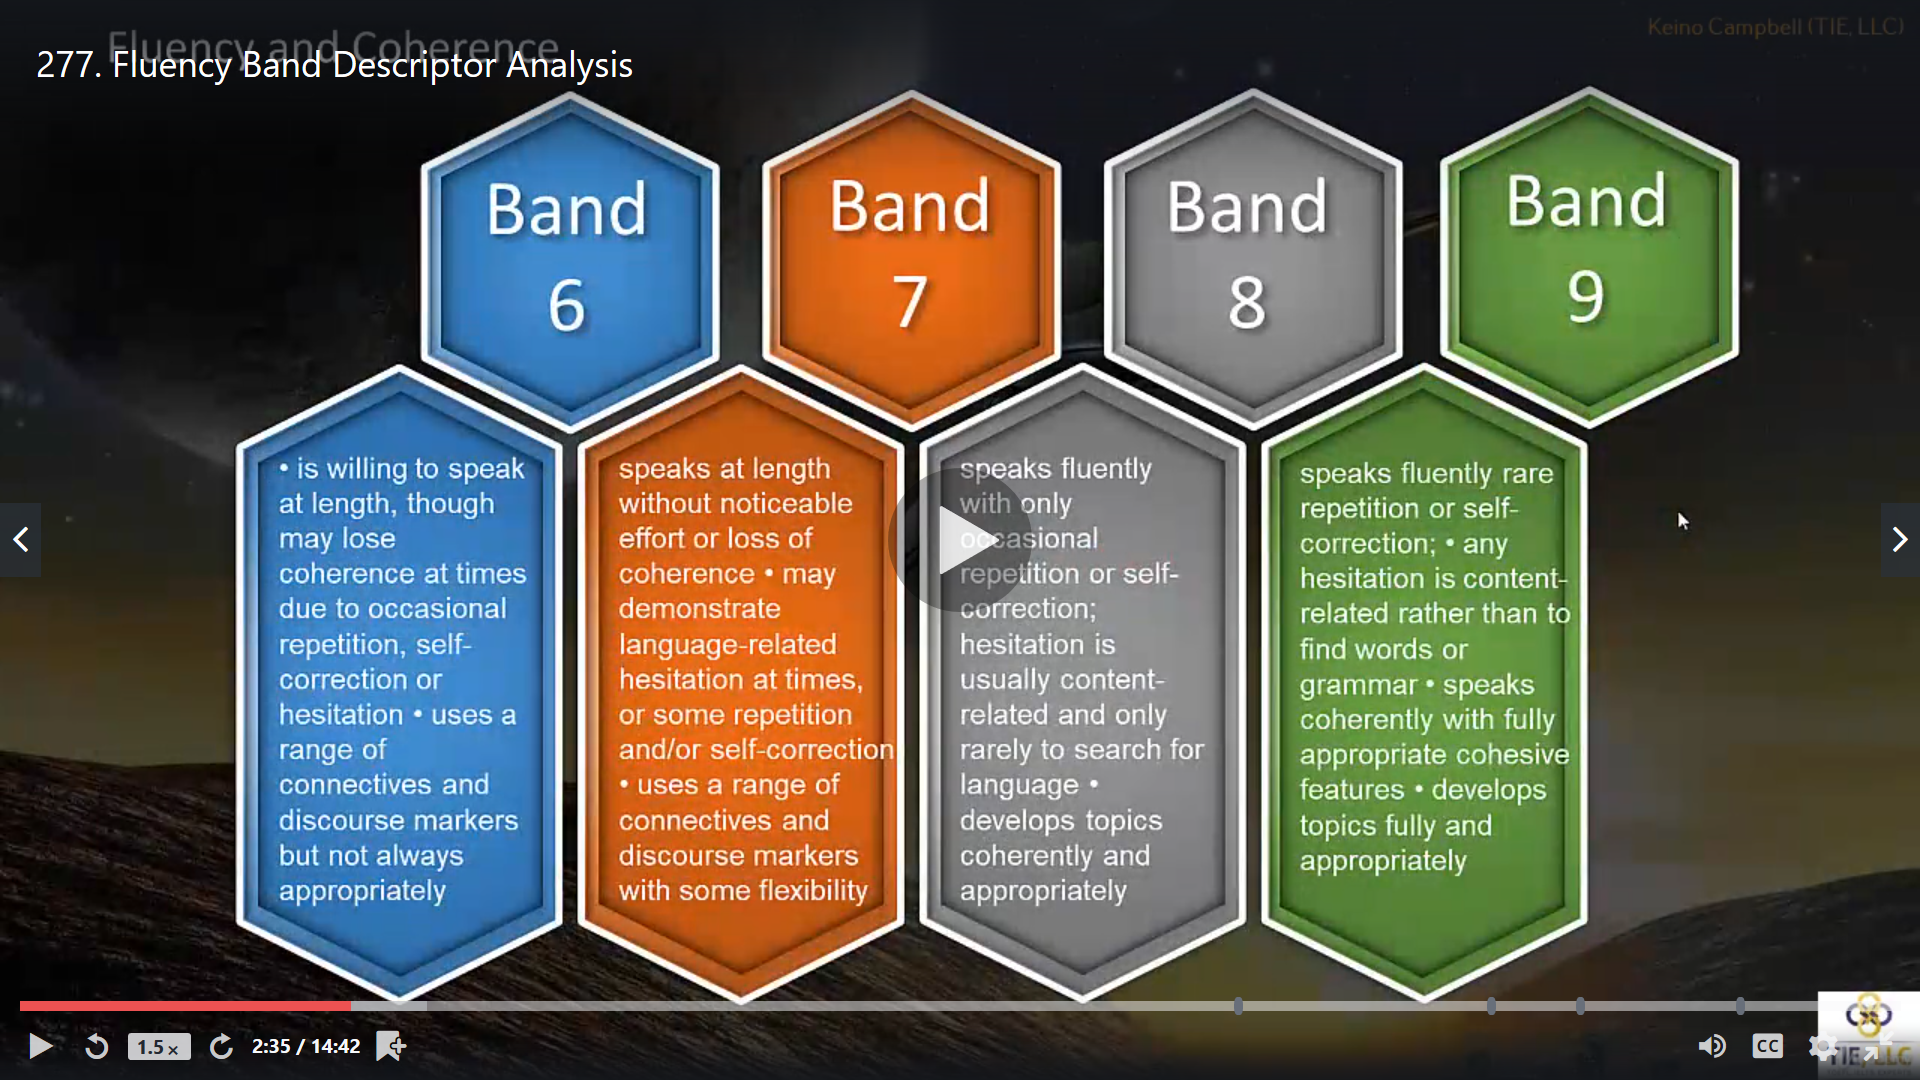 Keino Campbell (TIE, LLC)
Fluency and Coherence
277. Fluency Band Descriptor Analysis
Band
6
Band
7
Band
8
Band
9
• is willing to speak
at length, though
may lose
coherence at times
due to occasional
repetition, self-
correction or
hesitation • uses a
range of
connectives and
discourse markers
but not always
appropriately
speaks at length
without noticeable
effort or loss of
coherence • may
demonstrate
language-related
hesitation at times,
or some repetition
and/or self-correction
• uses a range of
connectives and
discourse markers
with some flexibility
speaks fluently
with only
occasional
repetition or self-
correction;
hesitation is
usually content-
related and only
rarely to search for
language •
develops topics
coherently and
appropriately
speaks fluently rare
repetition or self-
correction; • any
hesitation is content-
related rather than to
find words or
grammar • speaks
coherently with fully
appropriate cohesive
features • develops
topics fully and
appropriately
1.5 x
2:35 / 14:42
CC
TIE, LLC